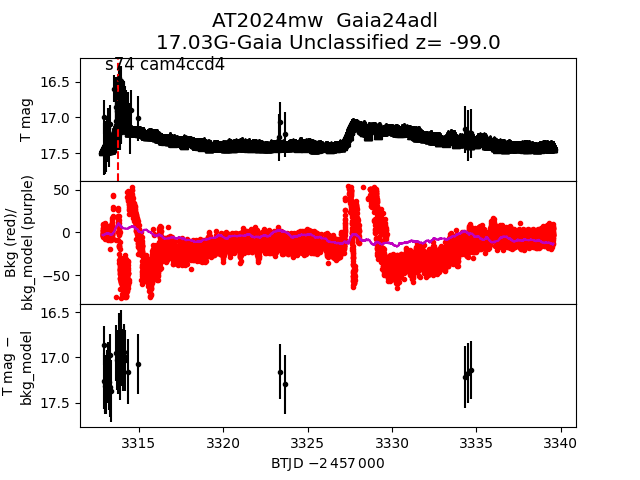 AT2024mw  Gaia24adl
17.03G-Gaia Unclassified z= -99.0
s74 cam4ccd4
16.5
17.0
17.5
T mag
50
0
−50
Bkg (red)/
bkg_model (purple)
16.5
17.0
17.5
T mag −
bkg_model
3315
3320
3325
3330
3335
3340
BTJD −2 457 000